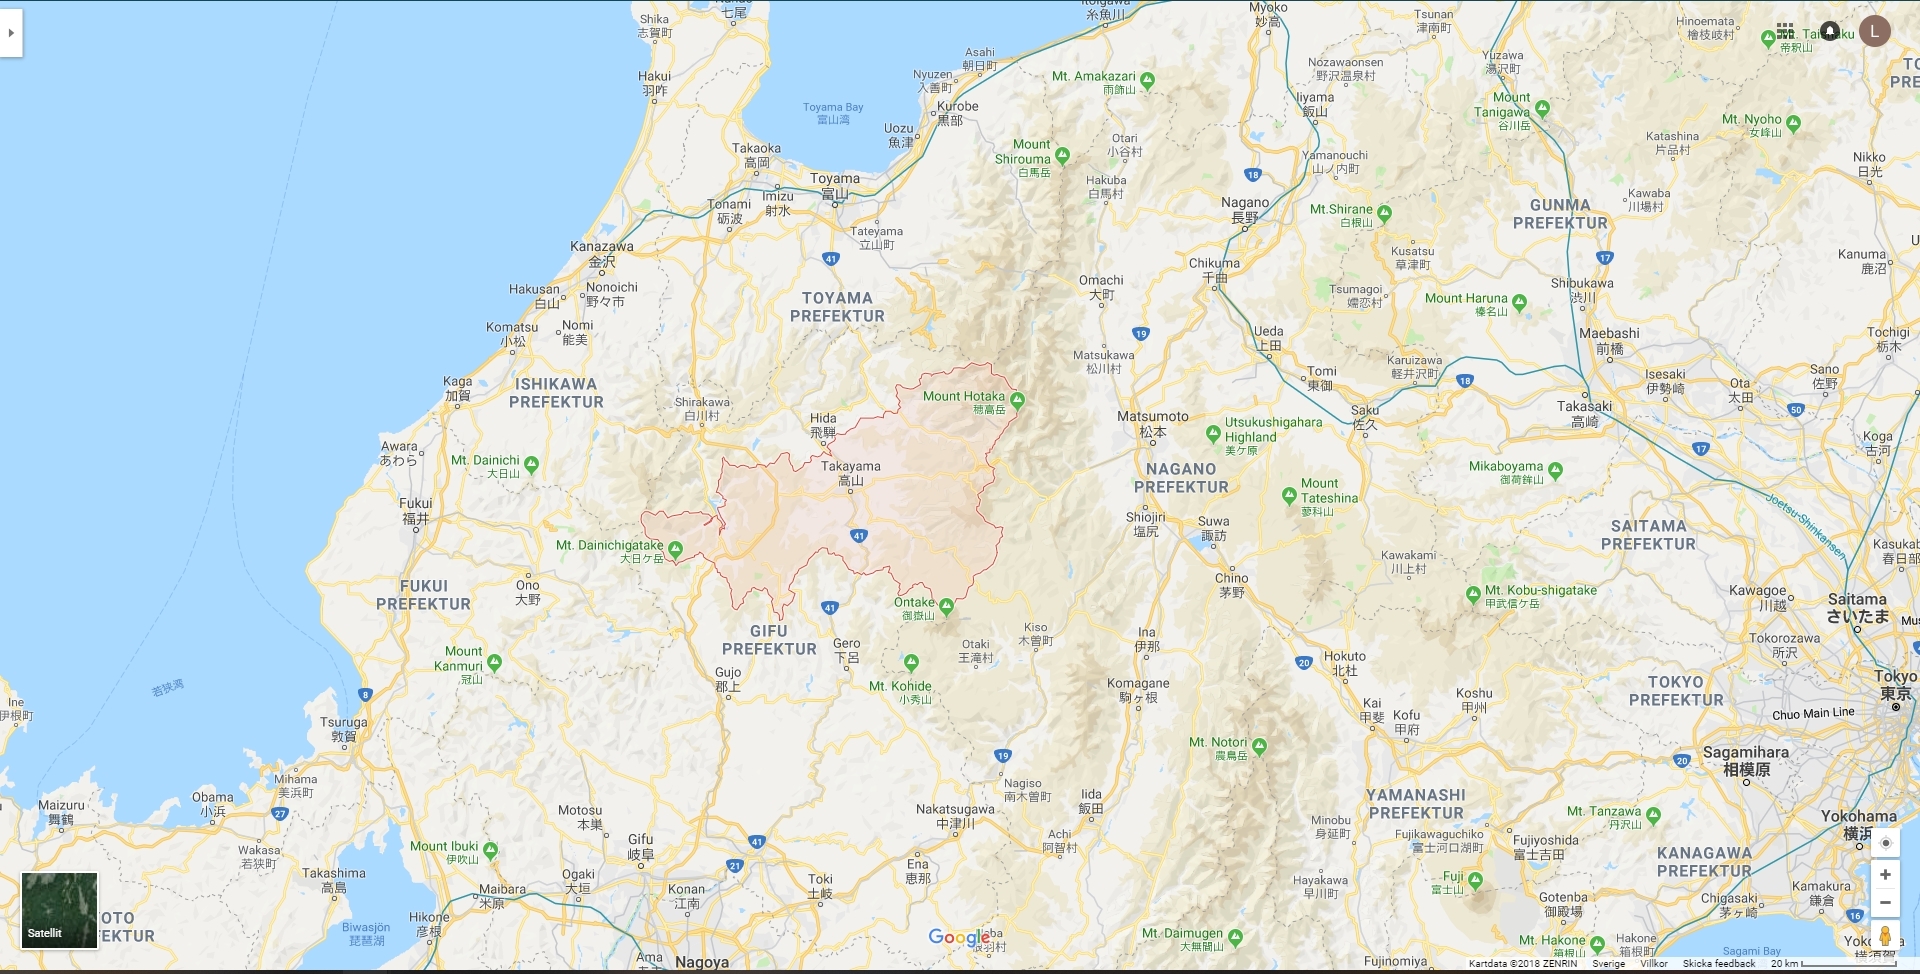 七尾
Shika
志賀町
Hakui
羽咋
Toyama Bay
富山湾
Asahi
朝日町
Nyuzen
入善町
Kurobe
黒部
Uozu
魚津
糸魚川
Myoko
妙高
Tsunan
津南町
Hinoemata
檜枝岐村
帝釈山
L
Yuzawa
湯沢町
Nozawaonsen
野沢温泉村
Mt. Amakazari
雨飾山
Iiyama
飯山
Mount
Tanigawa
谷川岳
Mt. Nyoho
女峰山
Katashina
片品村
Nikko
日光
Otari
小谷村
Mount
Shirouma
白馬岳
Hakuba
白馬村
Yamanouchi
山ノ内町
18
Takaoka
高岡
Toyama
富山
Imizu
射水
Tonami
砺波
Tateyama
立山町
Nagano
長野
Mt.Shirane
白根山
Kawaba
川場村
GUNMA
PREFEKTUR
Kanazawa
金沢
41
Chikuma
千曲
Kusatsu
草津町
17
Kanuma
鹿沼
Hakusan
白山
Nonoichi
野々市
TOYAMA
PREFEKTUR
Omachi
大町
Tsumagoi
嬬恋村
Mount Haruna
榛名山
Shibukawa
渋川
Komatsu
小松
Nomi
能美
19
Ueda
上田
Maebashi
前橋
Tochigi
栃木
Matsukawa
松川村
Karuizawa
軽井沢町
Tomi
東御
18
Isesaki
伊勢崎
Ota
太田
Sano
佐野
Kaga
加賀
ISHIKAWA
PREFEKTUR
Shirakawa
白川村
Mount Hotaka
穂高岳
Hida
飛騨
Matsumoto
松本
Utsukushigahara
Highland
美ケ原
Saku
佐久
Takasaki
高崎
50
Awara
あわら
Mt. Dainichi
大日山
Takayama
高山
NAGANO
PREFEKTUR
Mikaboyama
御荷鉾山
17
Koga
古河
Fukui
福井
Mount
Tateshina
蓼科山
Joetsu-Shinkansen
Shiojiri
塩尻
Suwa
諏訪
SAITAMA
PREFEKTUR
Mt. Dainichigatake
大日ケ岳
41
Kawakami
川上村
春日部
FUKUI
PREFEKTUR
Ono
大野
Chino
茅野
Mt. Kobu-shigatake
甲武信ケ岳
Kawagoe
川越
Saitama
さいたま
Ontake
御嶽山
41
GIFU
PREFEKTUR
Gero
下呂
Otaki
王滝村
Kiso
木曽町
Ina
伊那
Hokuto
北杜
20
Tokorozawa
所沢
Mount
Kanmuri
冠山
Gujo
郡上
Mt. Kohide
小秀山
Komagane
駒ヶ根
Kai
甲斐
Kofu
甲府
Koshu
甲州
TOKYO
PREFEKTUR
Tokyo
東京
Chuo Main Line
若狭湾
Ine
伊根町
8
Tsuruga
敦賀
19
Mt. Notori
農鳥岳
Sagamihara
相模原
20
Mihama
美浜町
Obama
小浜
Maizuru
舞鶴
27
Nagiso
南木曽町
Iida
飯田
YAMANASHI
PREFEKTUR
Mt. Tanzawa
丹沢山
Yokohama
Motosu
本巣
Gifu
岐阜
41
Nakatsugawa
中津川
Achi
阿智村
Minobu
身延町
Fujikawaguchiko
富士河口湖町
Fujiyoshida
富士吉田
KANAGAWA
PREFEKTUR
Wakasa
若狭町
Mount Ibuki
伊吹山
21
Ena
恵那
Takashima
高島
Ogaki
大垣
Konan
江南
Toki
土岐
Hayakawa
早川町
Fuji
富士山
Gotenba
御殿場
Chigasaki
茅ヶ崎
Kamakura
鎌倉
Maibara
米原
Hikone
彦根
Biwasjön
琵琶湖
Satellit
Google
Mt. Daimugen
大無間山
Mt. Hakone
箱根山
Hakone
箱根町
16
Nagoya
Fujinomiya
Sagami Bay
Kartdata ©2018 ZENRIN Sverige Villkor Skicka feedback 20 km